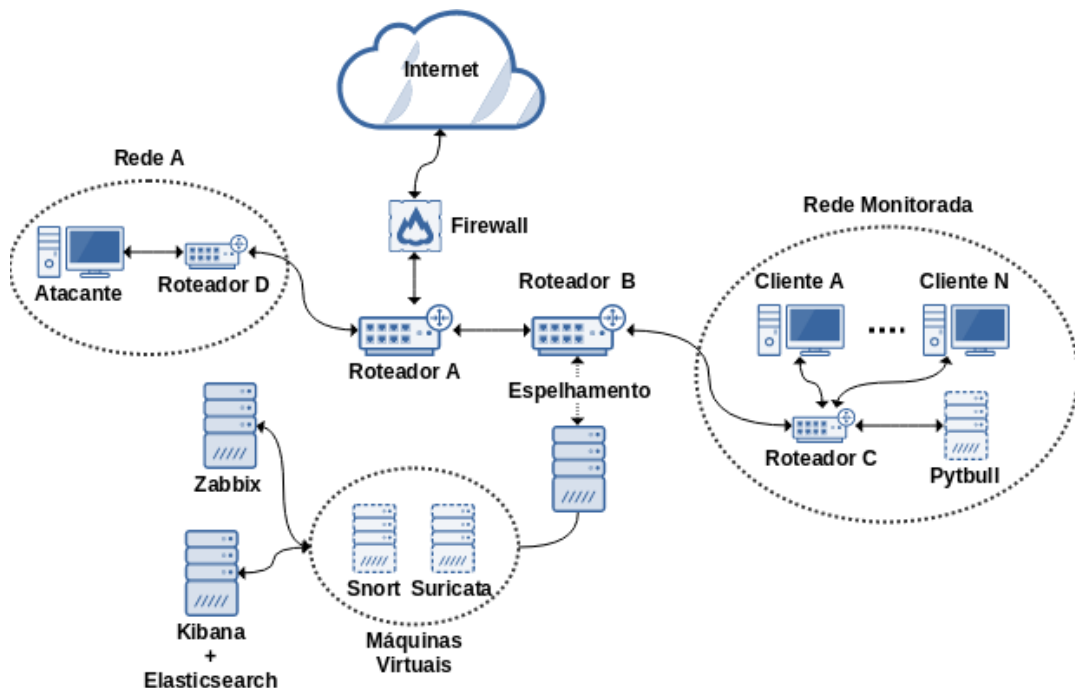 Internet
Rede A
Firewall
Rede Monitorada
Atacante
Roteador D
Roteador B
Cliente A
Cliente N
Roteador A
Espelhamento
Roteador C
Pytbull
Zabbix
Snort
Suricata
Kibana
+
Elasticsearch
Máquinas
Virtuais